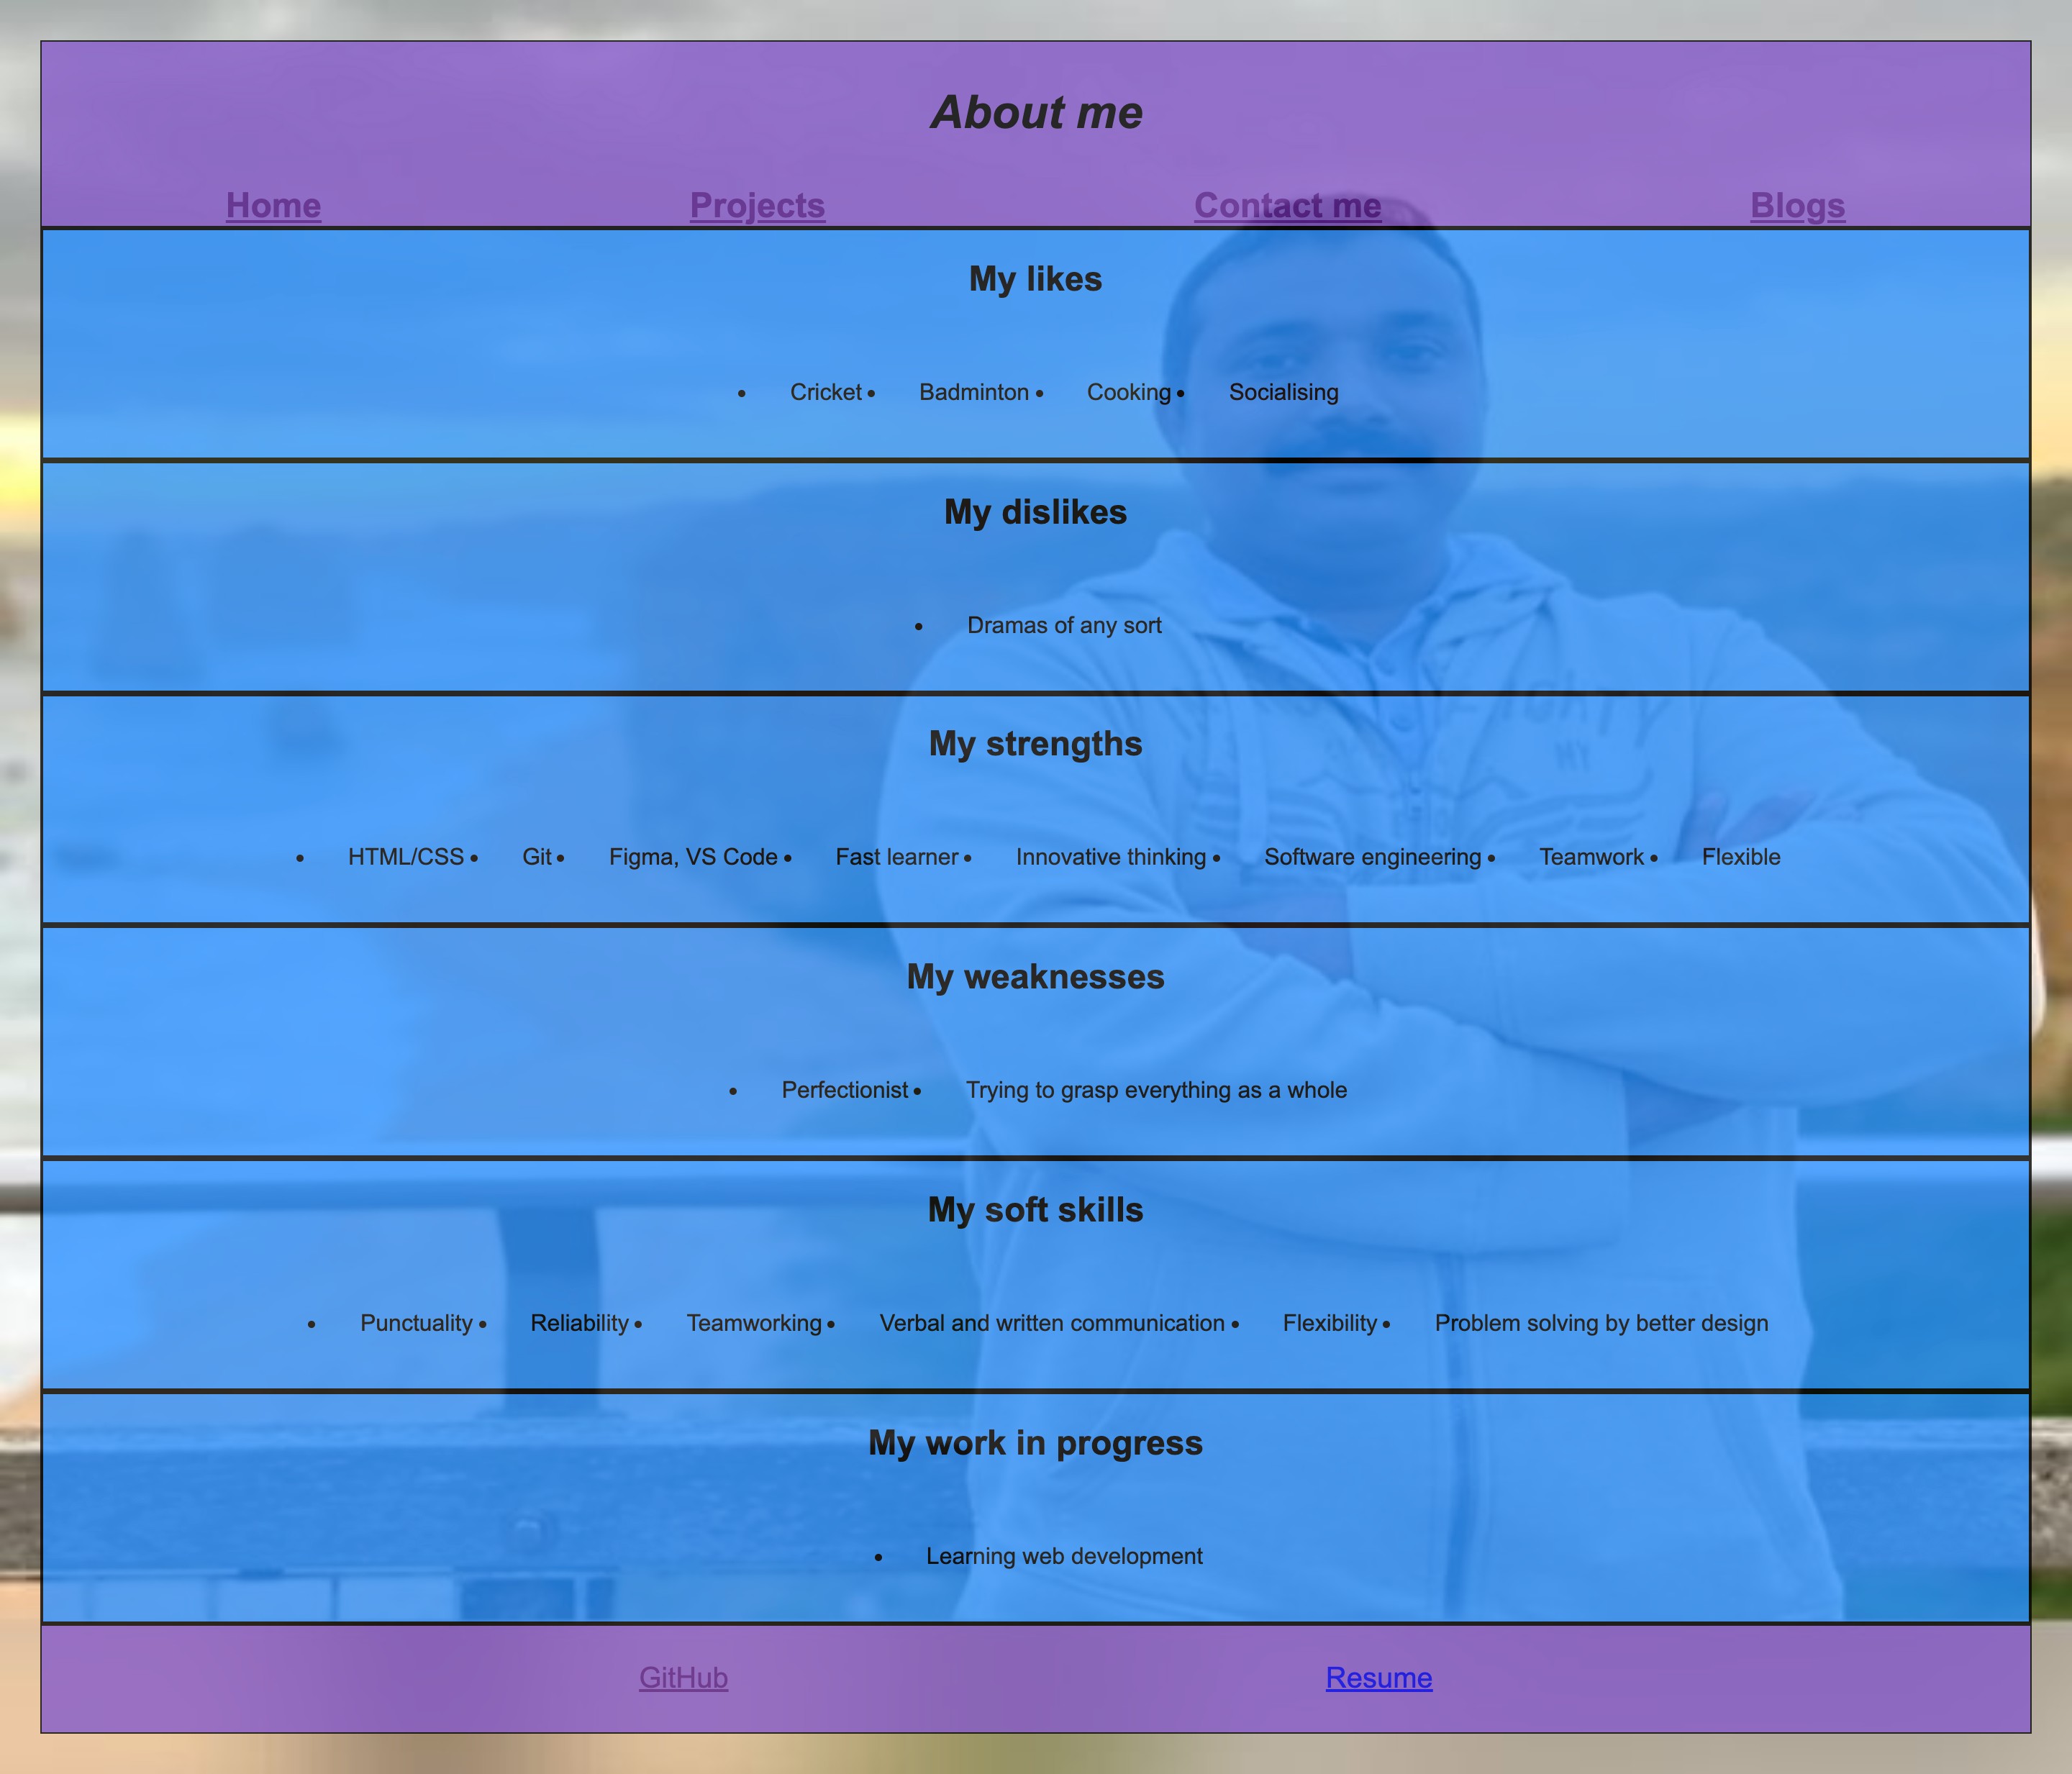 About me
Home Projects Contact me Blogs
My likes
• Cricket • Badminton • Cooking • Socialising
My dislikes
• Dramas of any sort
My strengths
• HTML/CSS • Git • Figma, VS Code • Fast learner • Innovative thinking • Software engineering • Teamwork • Flexible
My weaknesses
• Perfectionist • Trying to grasp everything as a whole
My soft skills
• Punctuality • Reliability • Teamworking • Verbal and written communication • Flexibility • Problem solving by better design
My work in progress
• Learning web development
GitHub Resume